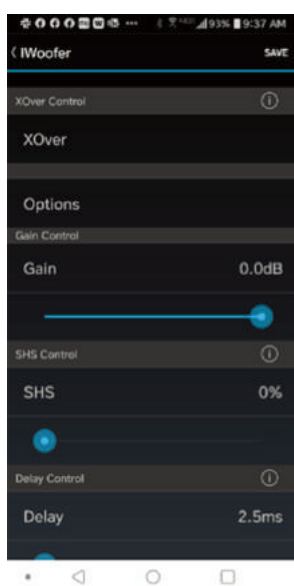 93% 9:37 AM
IWoofer SAVE
XOver Control
XOver
Options
Gain Control
Gain 0.0dB
SHS Control
SHS 0%
Delay Control
Delay 2.5ms